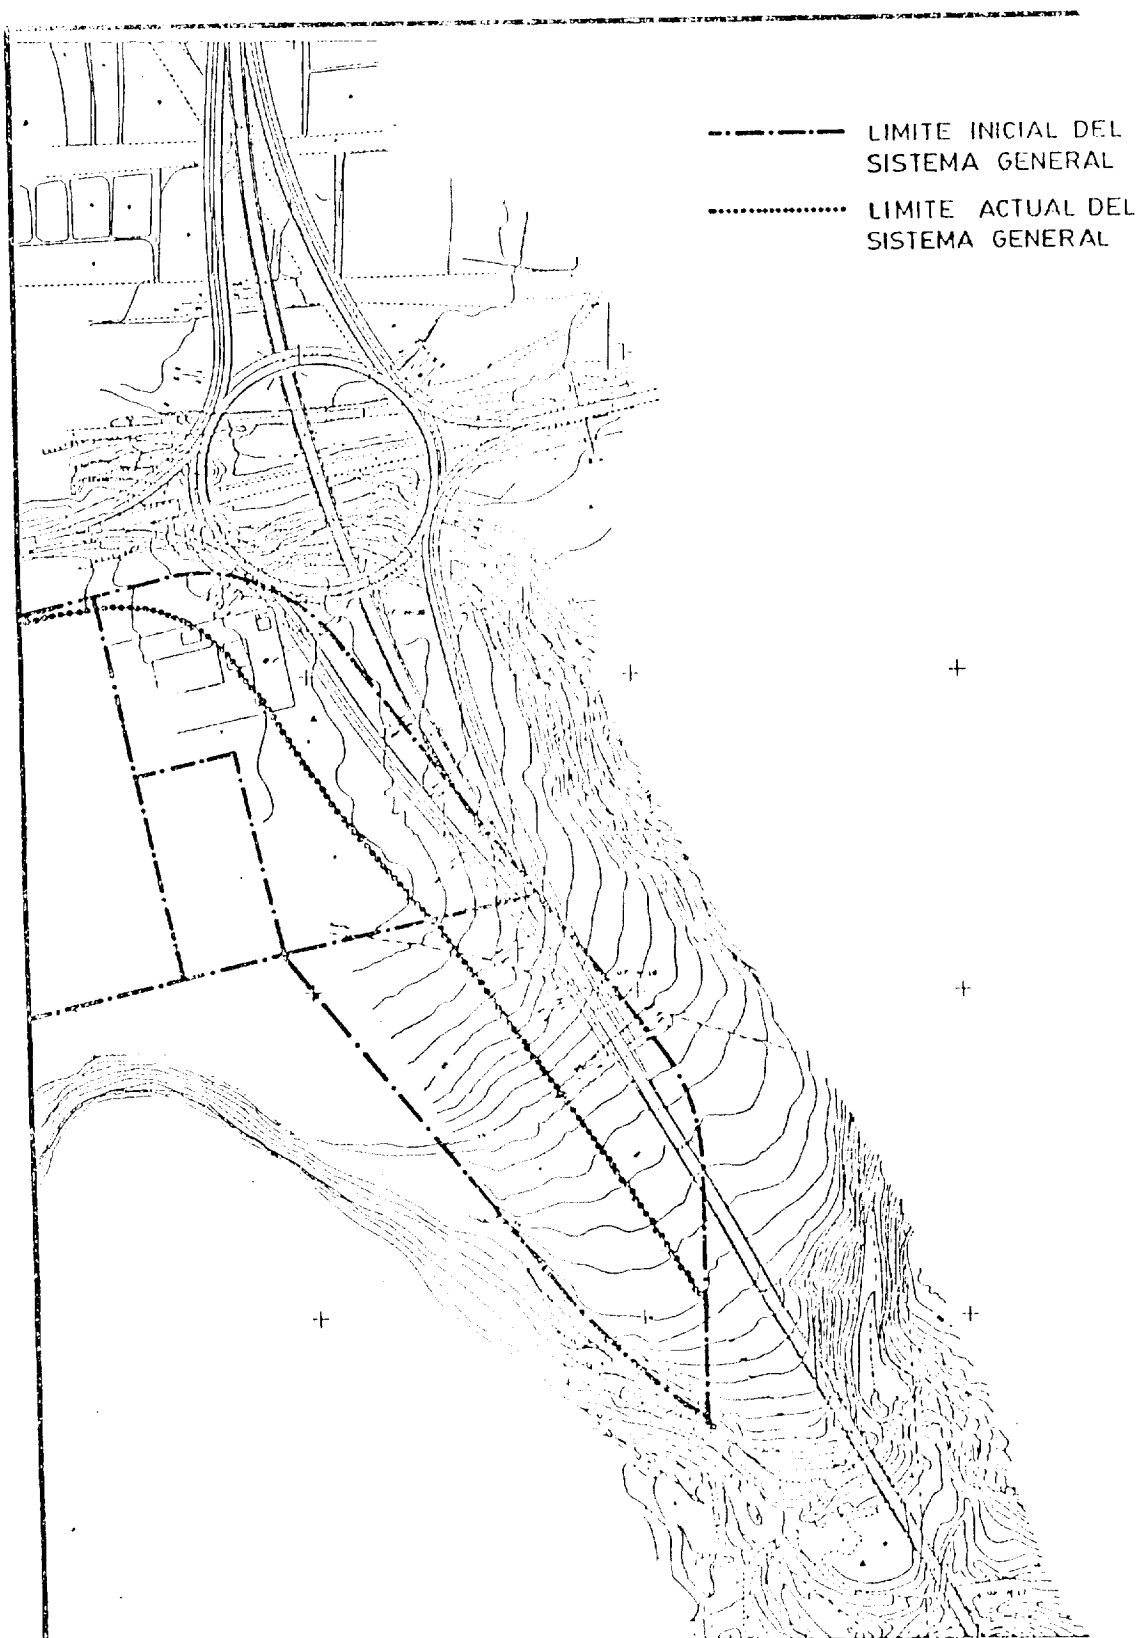 LIMITE INICIAL DEL
SISTEMA GENERAL
LIMITE ACTUAL DEL
SISTEMA GENERAL